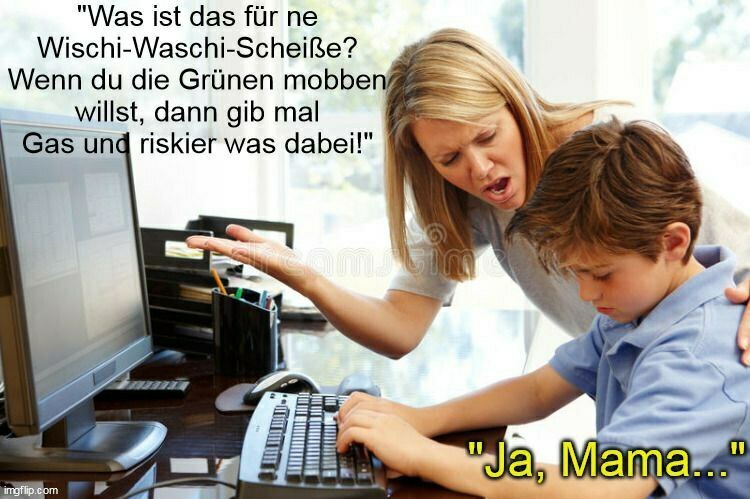 "Was ist das für ne
Wischi-Waschi-Scheiße?
Wenn du die Grünen mobben
willst, dann gib mal
Gas und riskier was dabei!"
dreamstime
"Ja, Mama..."
imgflip.com